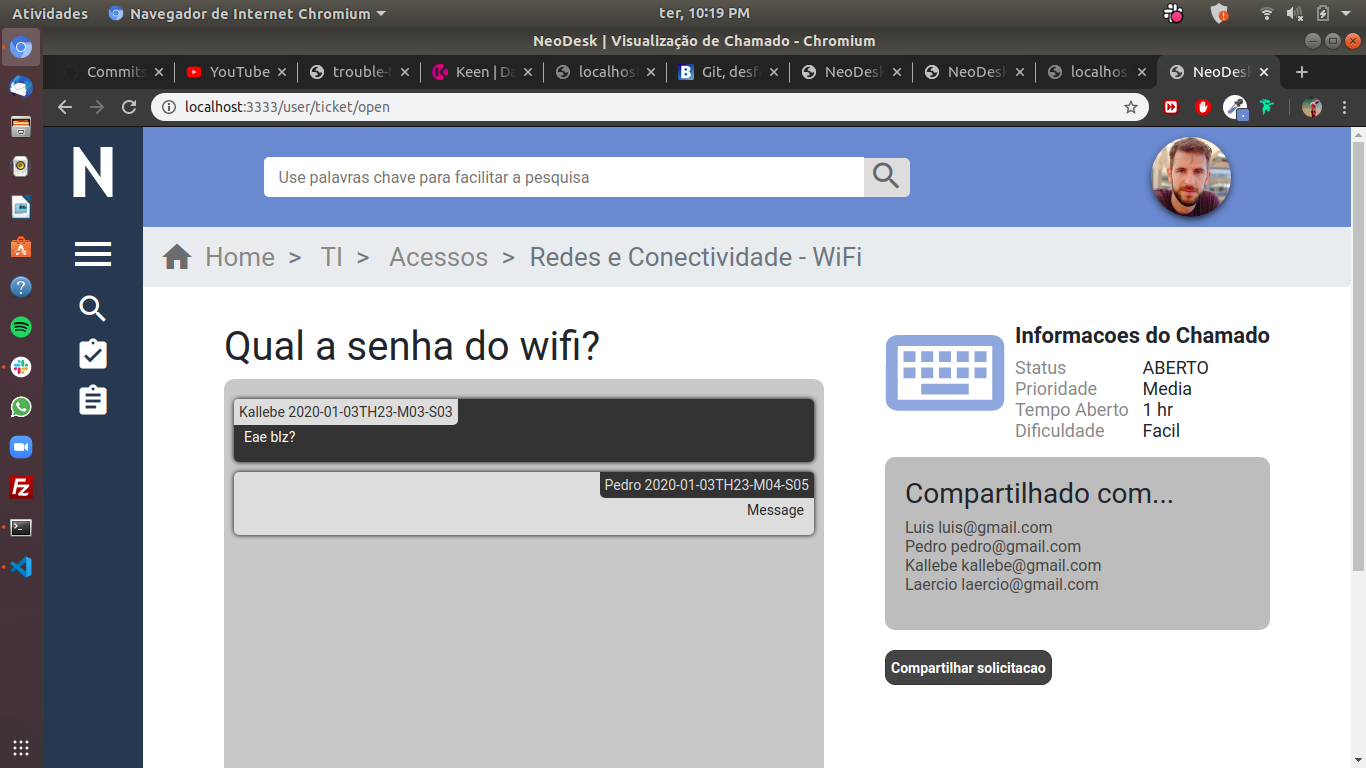 Atividades Navegador de Internet Chromium ter, 10:19 PM
NeoDesk | Visualização de Chamado - Chromium
Commits YouTube trouble- Keen | Da localhos Git, desf NeoDesk NeoDesk localhos NeoDesk
localhost:3333/user/ticket/open
N
Use palavras chave para facilitar a pesquisa
Home > TI > Acessos > Redes e Conectividade - WiFi
Qual a senha do wifi?
Kallebe 2020-01-03TH23-M03-S03
Eae blz?
Pedro 2020-01-03TH23-M04-S05
Message
Informacoes do Chamado
Status ABERTO
Prioridade Media
Tempo Aberto 1 hr
Dificuldade Facil
Compartilhado com...
Luis luis@gmail.com
Pedro pedro@gmail.com
Kallebe kallebe@gmail.com
Laercio laercio@gmail.com
Compartilhar solicitacao